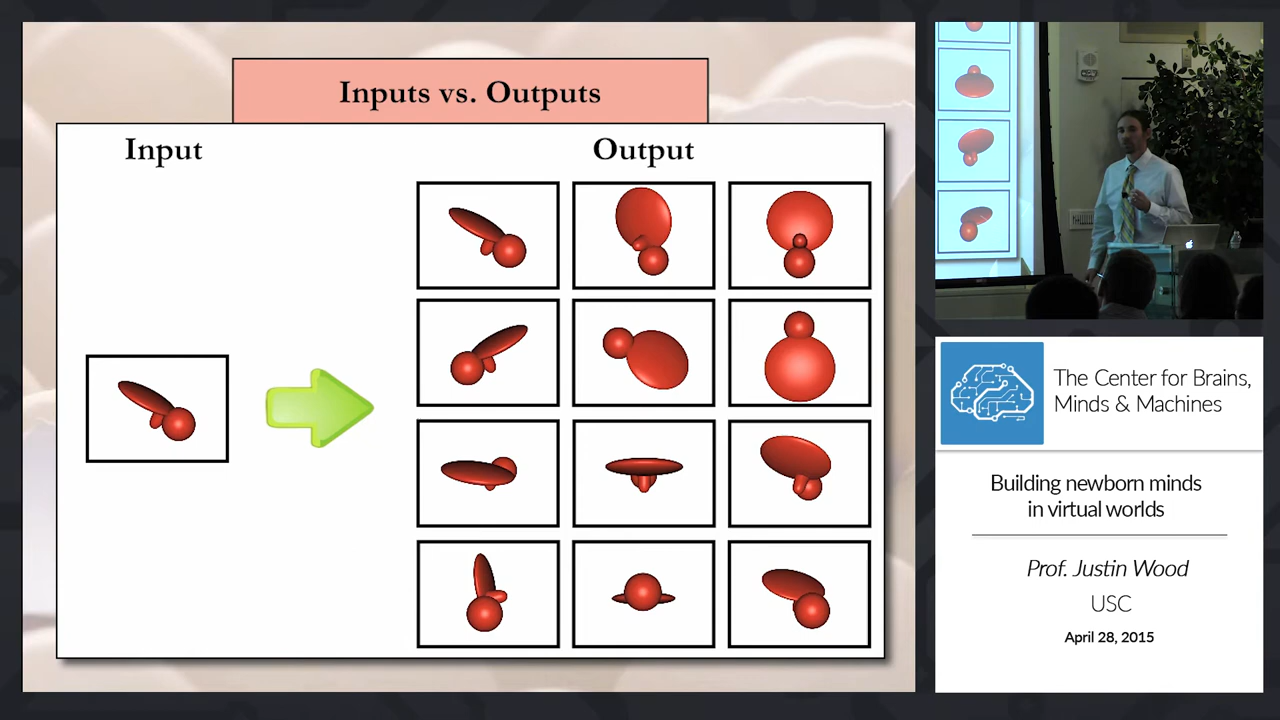 Inputs vs. Outputs
Input
Output
The Center for Brains,
Minds & Machines
Building newborn minds
in virtual worlds
Prof. Justin Wood
USC
April 28, 2015